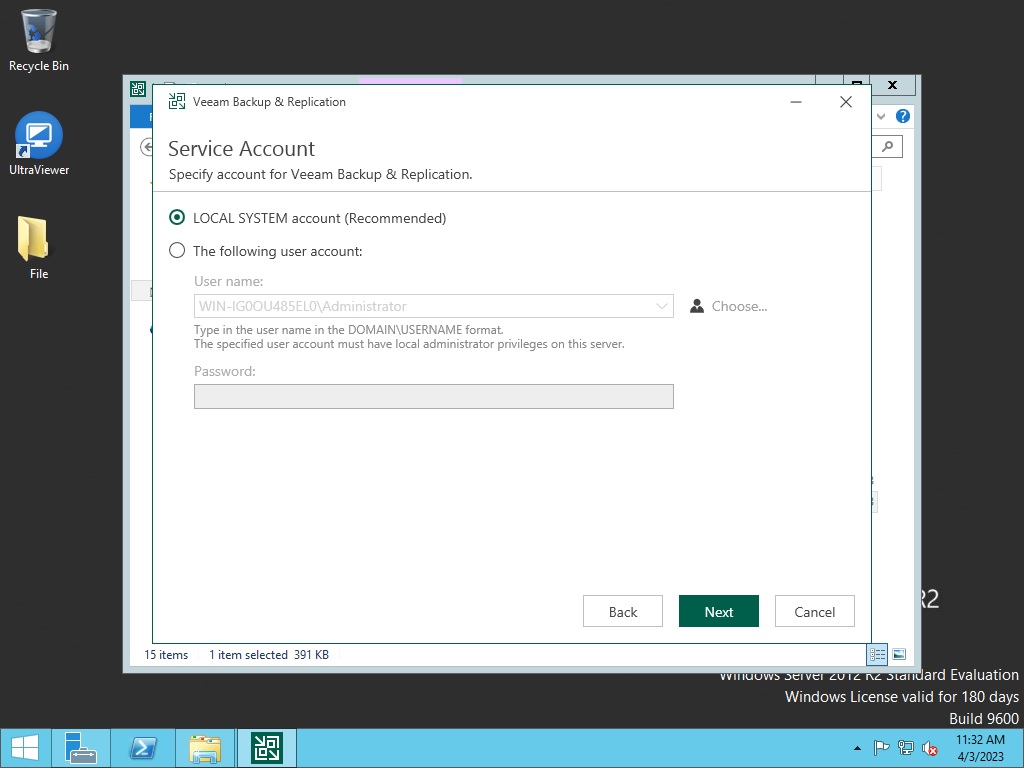 Recycle Bin
UltraViewer
File
Veeam Backup & Replication
Service Account
Specify account for Veeam Backup & Replication.
LOCAL SYSTEM account (Recommended)
The following user account:
User name:
WIN-IG0OU485EL0\Administrator
Choose...
Type in the user name in the DOMAIN\USERNAME format.
The specified user account must have local administrator privileges on this server.
Password:
Back
Next
Cancel
R2
15 items
1 item selected 391 KB
Windows Server 2012 R2 Standard Evaluation
Windows License valid for 180 days
Build 9600
11:32 AM
4/3/2023